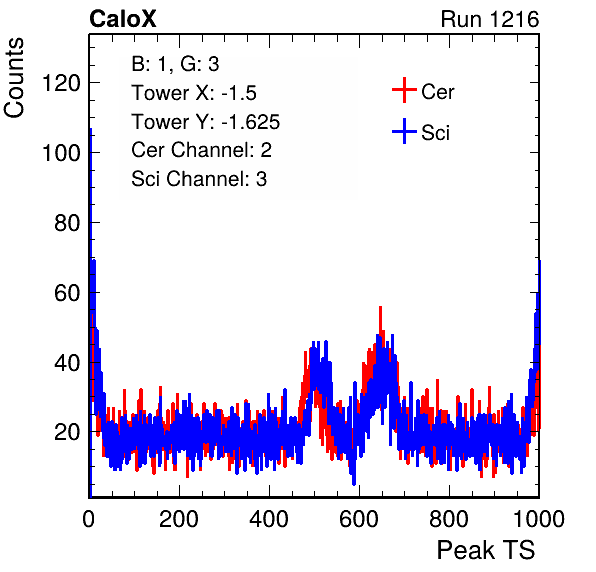 CaloX Run 1216
Counts
B: 1, G: 3
Tower X: -1.5
Tower Y: -1.625
Cer Channel: 2
Sci Channel: 3
Cer
Sci
120
100
80
60
40
20
0 200 400 600 800 1000
Peak TS